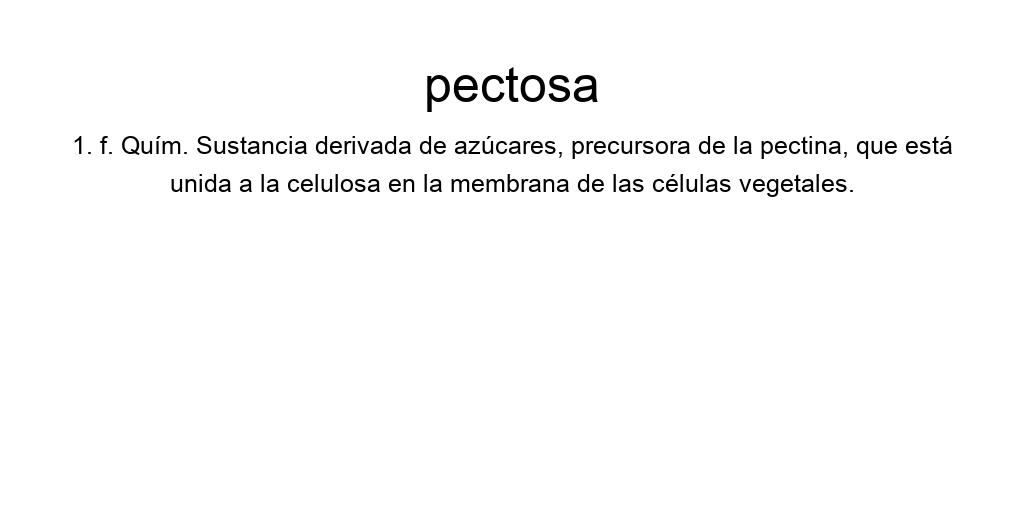 pectosa
1. f. Quím. Sustancia derivada de azúcares, precursora de la pectina, que está
unida a la celulosa en la membrana de las células vegetales.